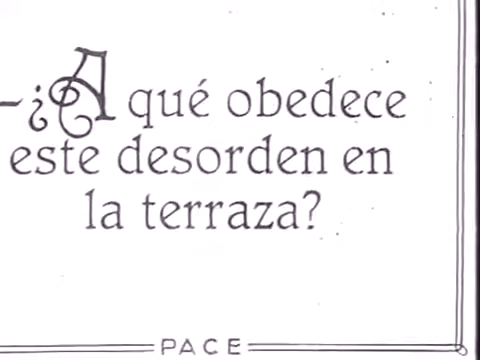 –¿A qué obedece
este desorden en
la terraza?
PACE